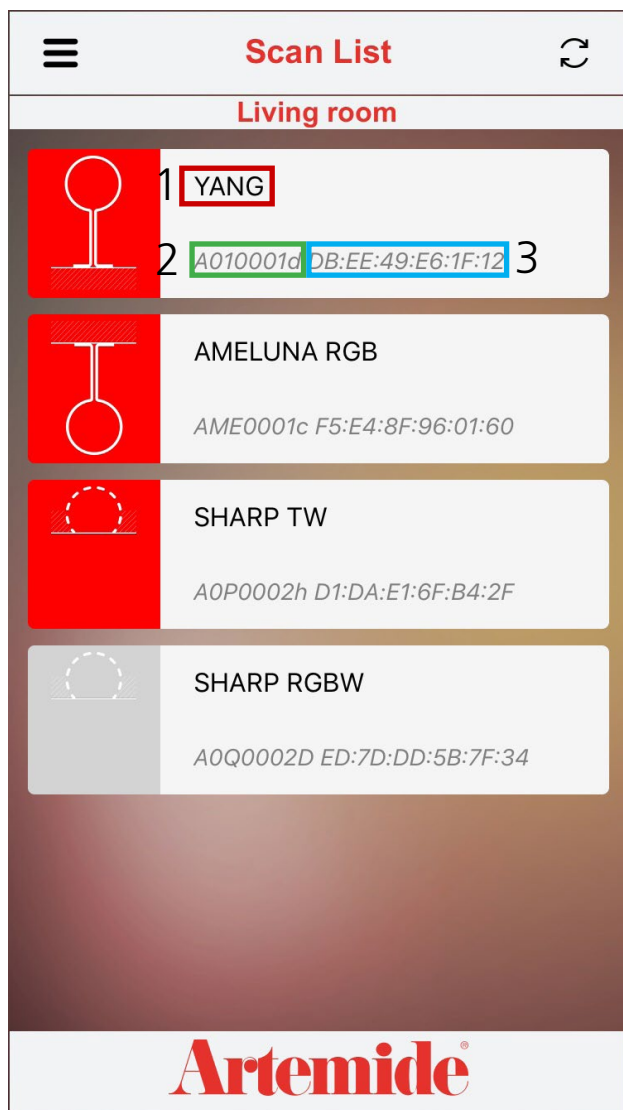 Scan List
Living room
1 YANG
2 A010001d DB:EE:49:E6:1F:12 3
AMELUNA RGB
AME0001c F5:E4:8F:96:01:60
SHARP TW
A0P0002h D1:DA:E1:6F:B4:2F
SHARP RGBW
A0Q0002D ED:7D:DD:5B:7F:34
Artemide®